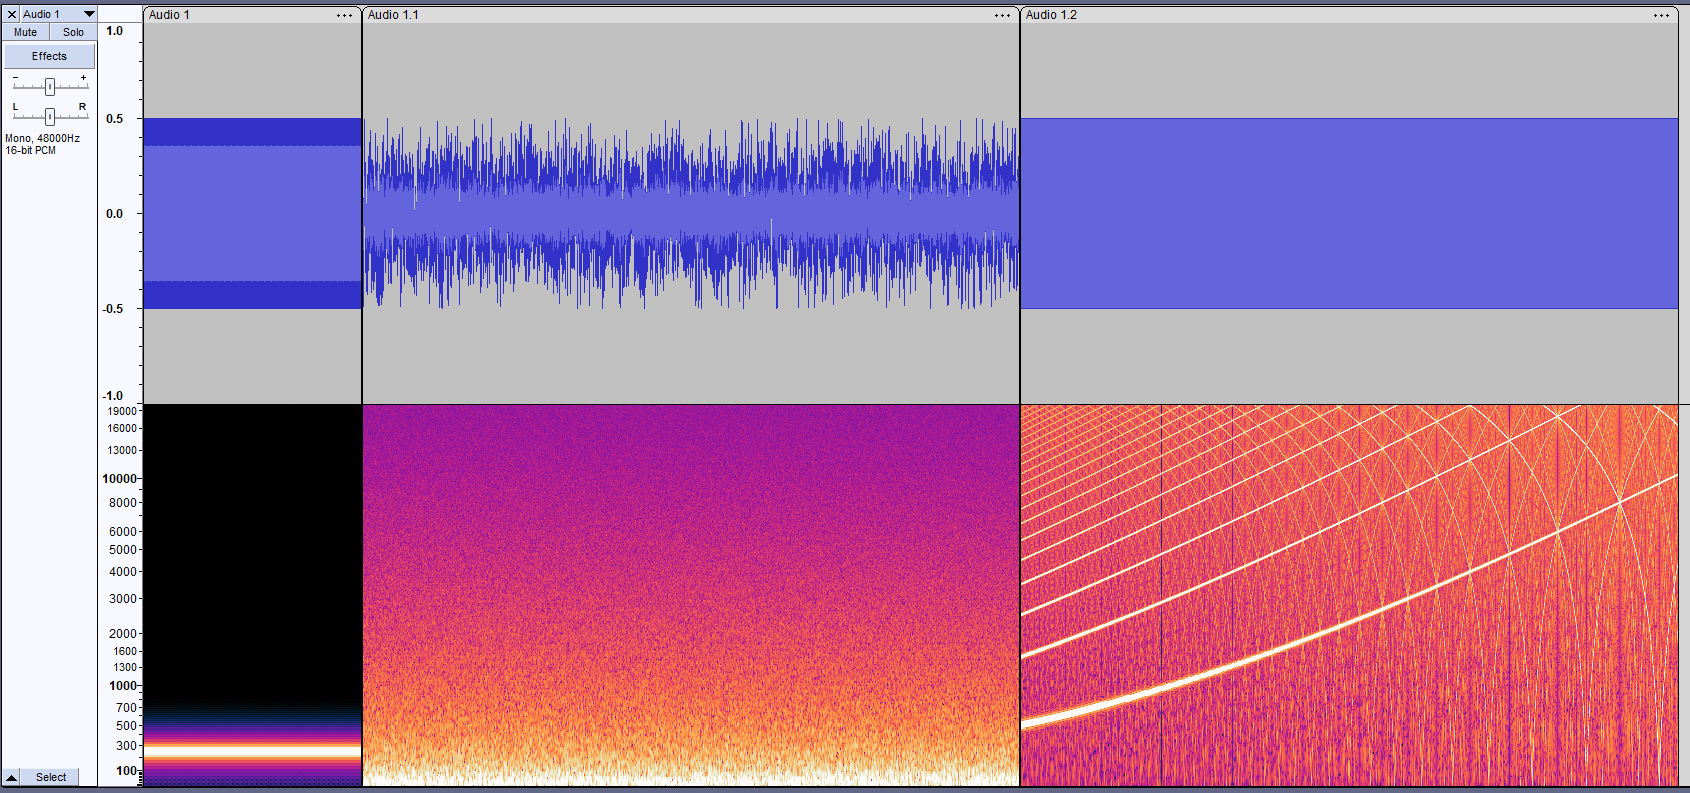 Audio 1
Mute Solo
Effects
- +
L R
Mono, 48000Hz
16-bit PCM
Select
1.0
0.5
0.0
-0.5
-1.0
19000
16000
13000
10000
8000
6000
5000
4000
3000
2000
1600
1300
1000
700
500
300
100
Audio 1 ...
Audio 1.1 ...
Audio 1.2 ...